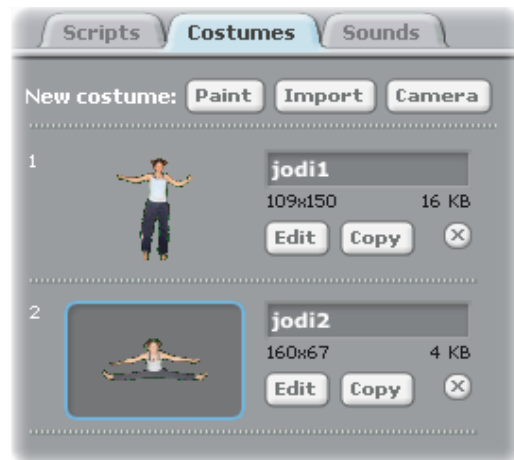 Scripts Costumes Sounds
New costume: Paint Import Camera
1
jodi1
109x150 16 KB
Edit Copy
2
jodi2
160x67 4 KB
Edit Copy